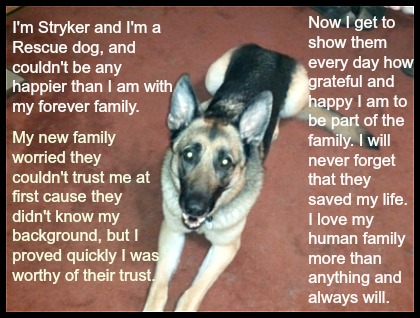 I'm Stryker and I'm a
Rescue dog, and
couldn't be any
happier than I am with
my forever family.
My new family
worried they
couldn't trust me at
first cause they
didn't know my
background, but I
proved quickly I was
worthy of their trust.
Now I get to
show them
every day how
grateful and
happy I am to
be part of the
family. I will
never forget
that they
saved my life.
I love my
human family
more than
anything and
always will.